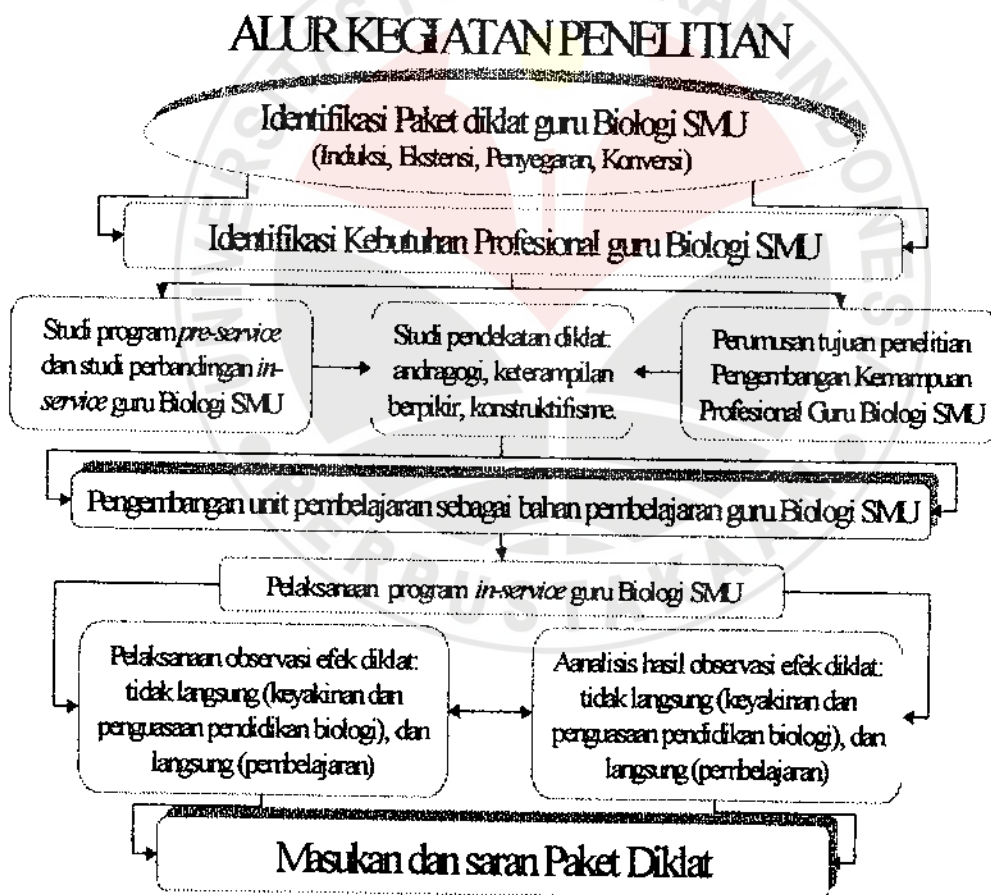 ALUR KEGIATAN PENELITIAN
Identifikasi Paket diklat guru Biologi SMU
(Induksi, Ekstensi, Penyegaran, Konversi)
Identifikasi Kebutuhan Profesional guru Biologi SMU
Studi program pre-service
dan studi perbandingan in-
service guru Biologi SMU
Studi pendekatan diklat:
andragogi, keterampilan
berpikir, konstruktifisme.
Perumusan tujuan penelitian
Pengembangan Kemampuan
Profesional Guru Biologi SMU
Pengembangan unit pembelajaran sebagai bahan pembelajaran guru Biologi SMU
Pelaksanaan program in-service guru Biologi SMU
Pelaksanaan observasi efek diklat:
tidak langsung (keyakinan dan
penguasaan pendidikan biologi), dan
langsung (pembelajaran)
Aanalisis hasil observasi efek diklat:
tidak langsung (keyakinan dan
penguasaan pendidikan biologi), dan
langsung (pembelajaran)
Masukan dan saran Paket Diklat